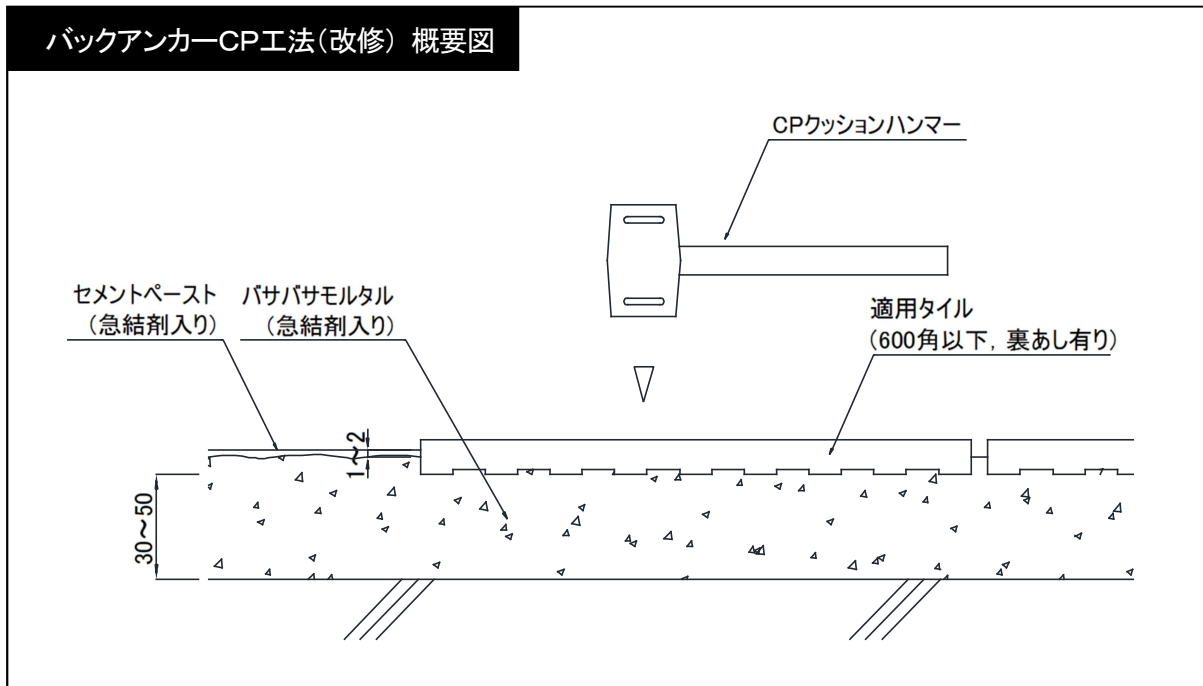 バックアンカーCP工法(改修) 概要図
CPクッションハンマー
セメントペースト
(急結剤入り)
バサバサモルタル
(急結剤入り)
適用タイル
(600角以下, 裏あし有り)
1~2
30~50